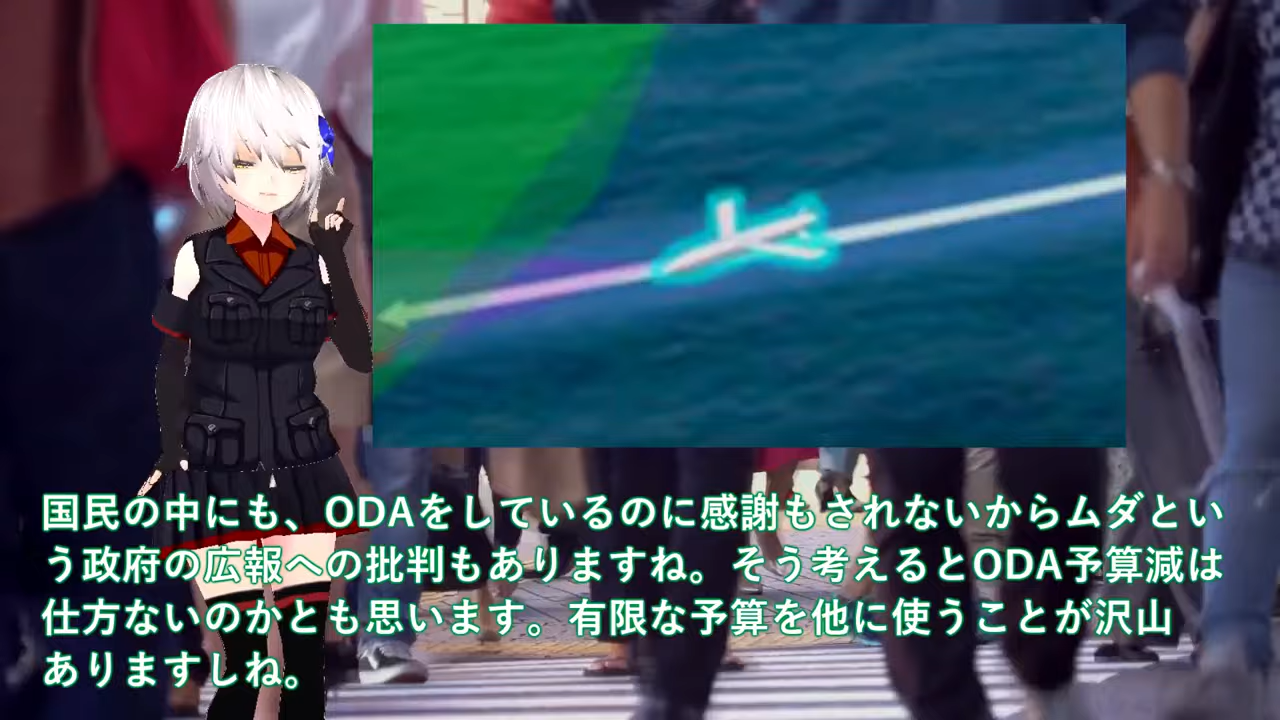 国民の中にも、ODAをしているのに感謝もされないからムダとい
う政府の広報への批判もありますね。そう考えるとODA予算減は
仕方ないのかとも思います。有限な予算を他に使うことが沢山
ありますしね。